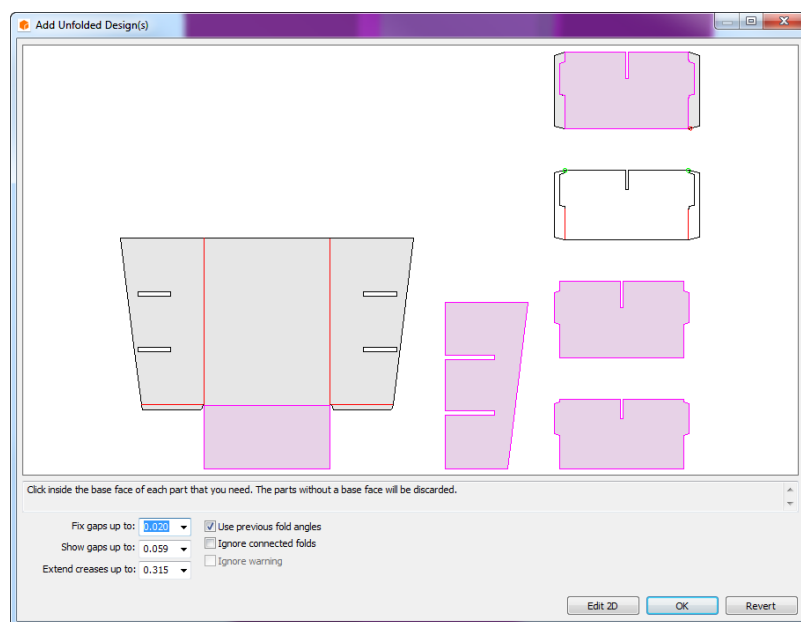 Add Unfolded Design(s)
Click inside the base face of each part that you need. The parts without a base face will be discarded.
Fix gaps up to: 0.020 Use previous fold angles
Show gaps up to: 0.059 Ignore connected folds
Extend creases up to: 0.315 Ignore warning
Edit 2D OK Revert